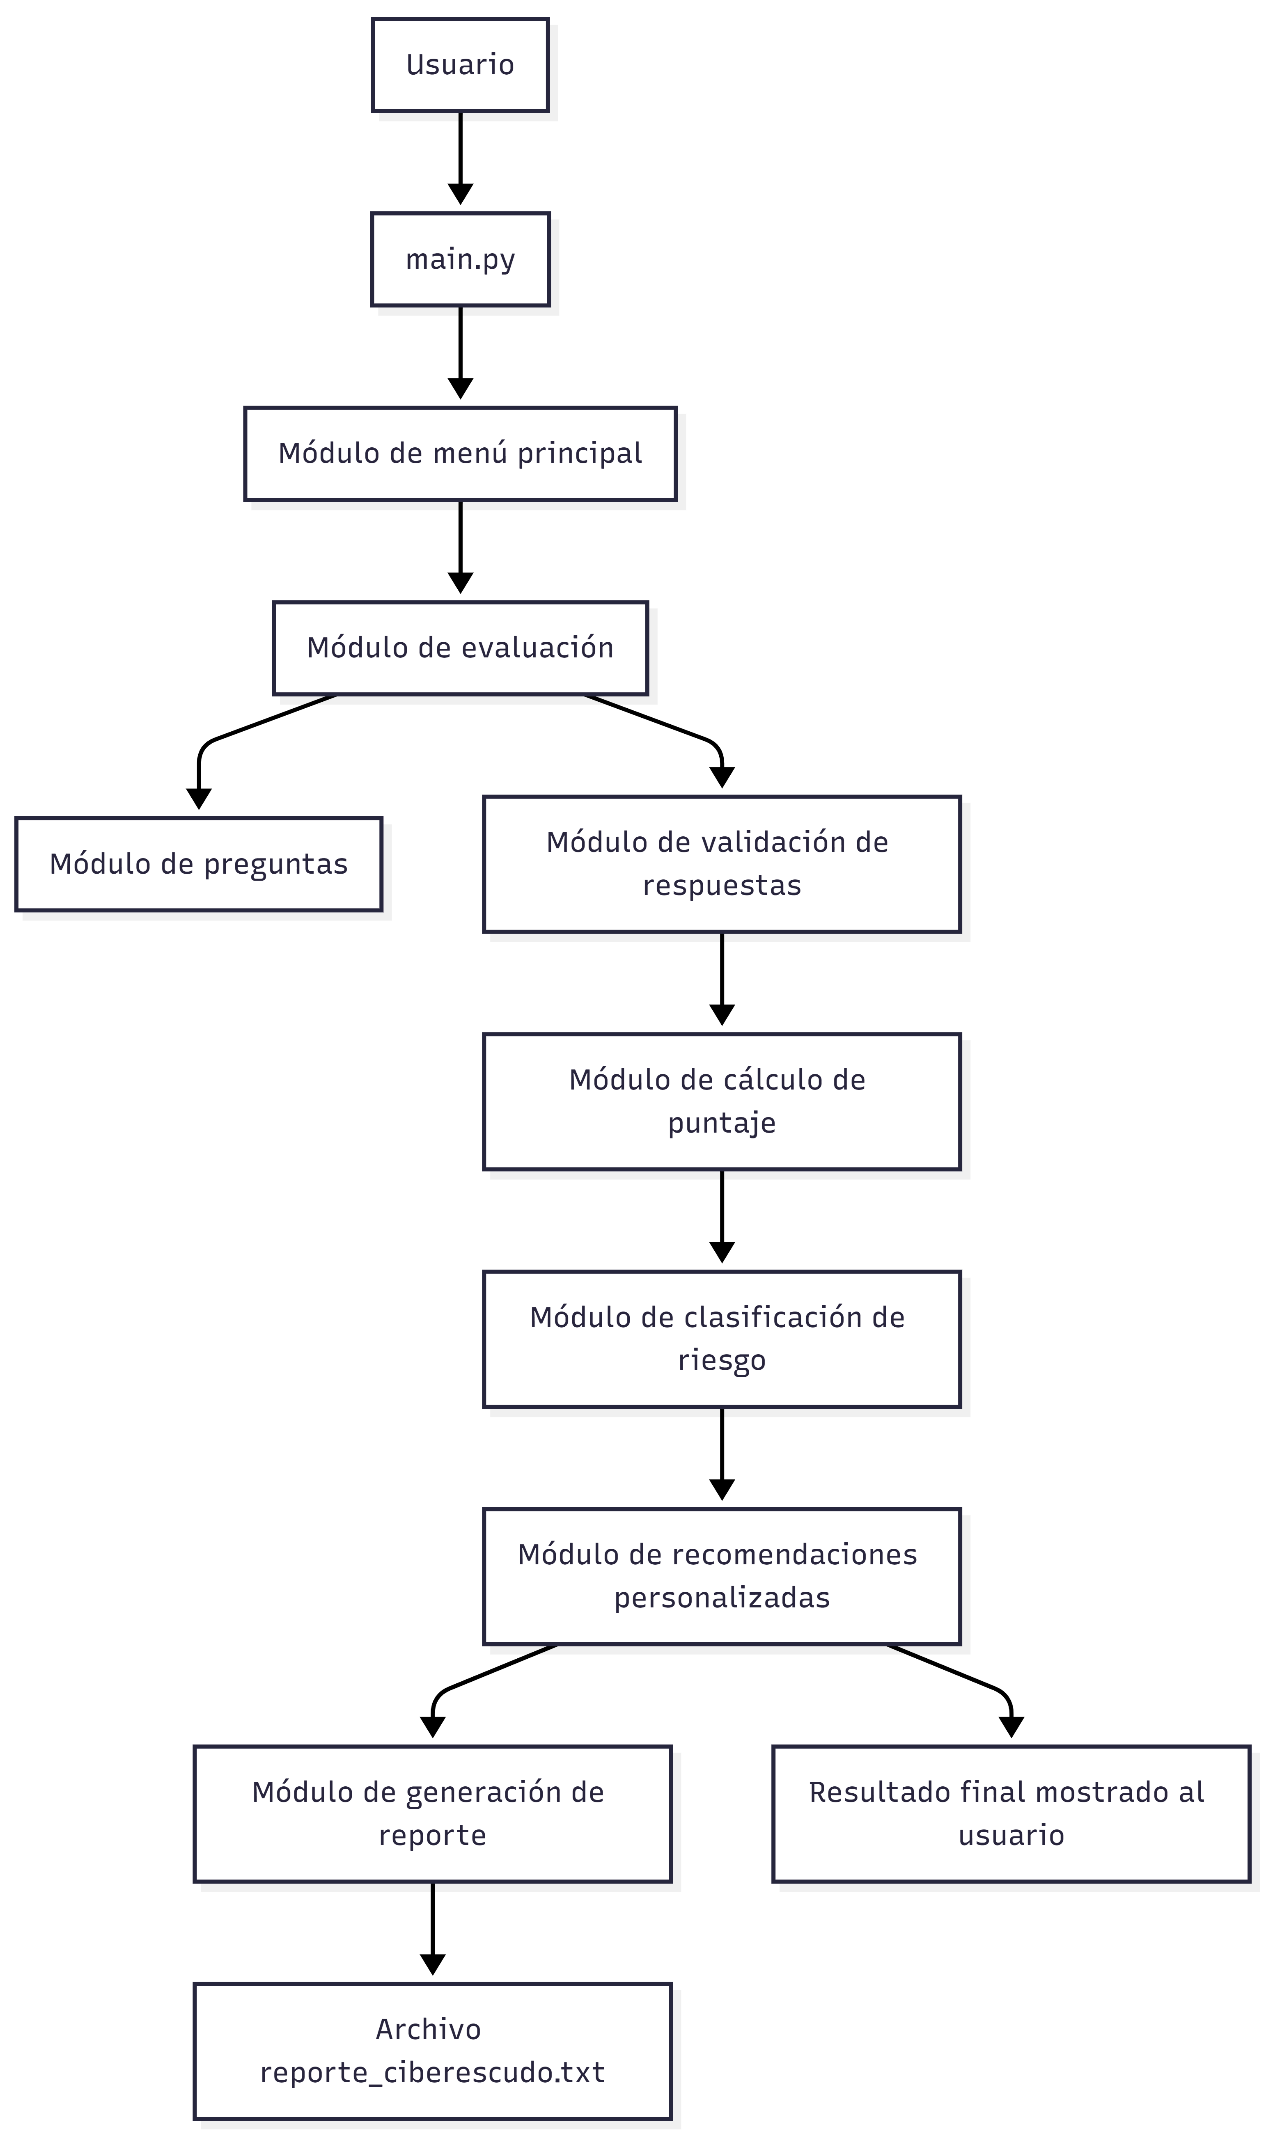 Usuario
main.py
Módulo de menú principal
Módulo de evaluación
Módulo de preguntas
Módulo de validación de
respuestas
Módulo de cálculo de
puntaje
Módulo de clasificación de
riesgo
Módulo de recomendaciones
personalizadas
Módulo de generación de
reporte
Resultado final mostrado al
usuario
Archivo
reporte_ciberescudo.txt